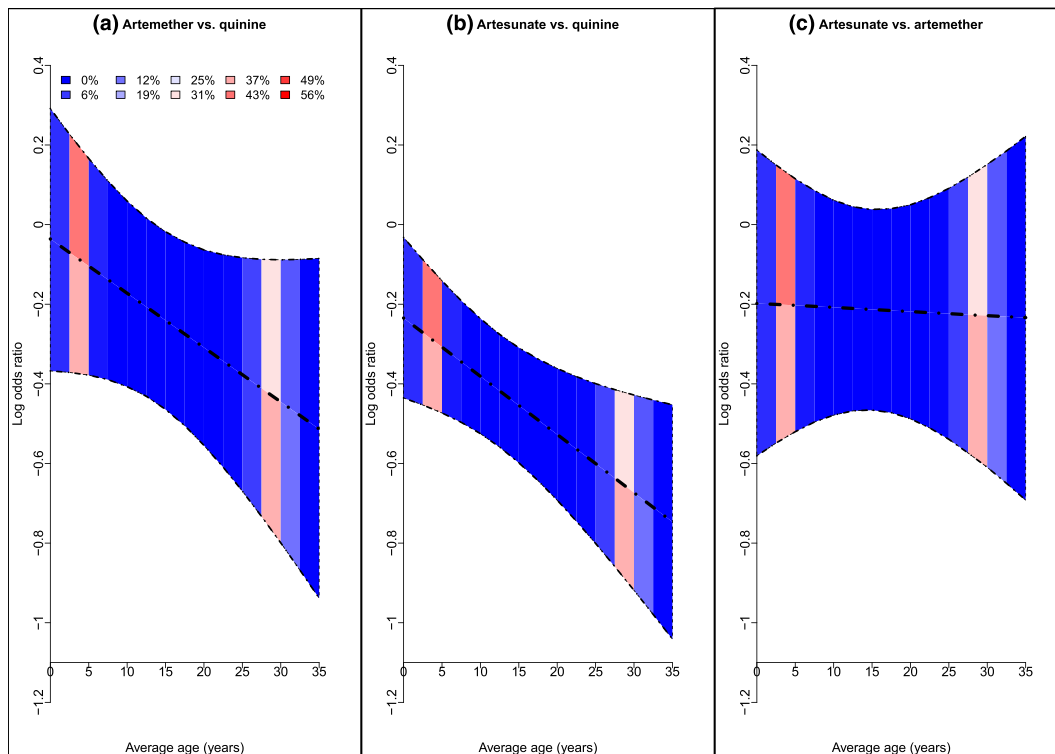 (a) Artemether vs. quinine
0% 12% 25% 37% 49%
6% 19% 31% 43% 56%
0.4
0.2
0
−0.2
−0.4
−0.6
−0.8
−1
−1.2
Log odds ratio
0 5 10 15 20 25 30 35
Average age (years)
(b) Artesunate vs. quinine
0.4
0.2
0
−0.2
−0.4
−0.6
−0.8
−1
−1.2
Log odds ratio
0 5 10 15 20 25 30 35
Average age (years)
(c) Artesunate vs. artemether
0.4
0.2
0
−0.2
−0.4
−0.6
−0.8
−1
−1.2
Log odds ratio
0 5 10 15 20 25 30 35
Average age (years)